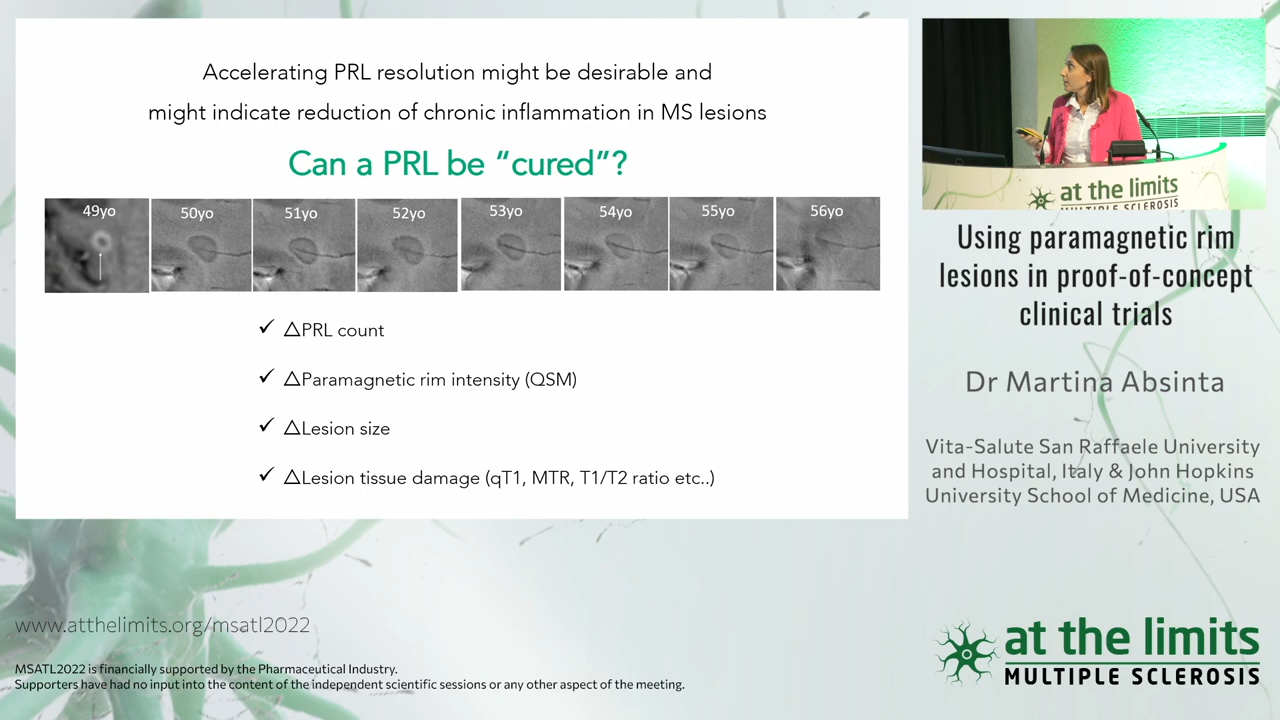 Accelerating PRL resolution might be desirable and
might indicate reduction of chronic inflammation in MS lesions
Can a PRL be “cured”?
49yo
50yo
51yo
52yo
53yo
54yo
55yo
56yo
✓ △PRL count
✓ △Paramagnetic rim intensity (QSM)
✓ △Lesion size
✓ △Lesion tissue damage (qT1, MTR, T1/T2 ratio etc..)
at the limits
MULTIPLE SCLEROSIS
Using paramagnetic rim
lesions in proof-of-concept
clinical trials
Dr Martina Absinta
Vita-Salute San Raffaele University
and Hospital, Italy & John Hopkins
University School of Medicine, USA
www.atthelimits.org/msatl2022
MSATL2022 is financially supported by the Pharmaceutical Industry.
Supporters have had no input into the content of the independent scientific sessions or any other aspect of the meeting.
at the limits
MULTIPLE SCLEROSIS